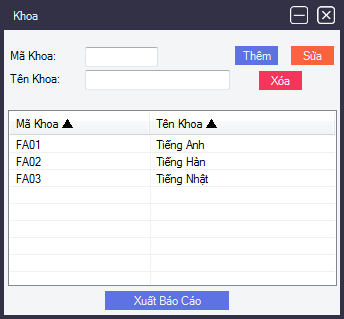 Khoa
Mã Khoa:
Thêm
Sửa
Tên Khoa:
Xóa
Mã Khoa ▲ Tên Khoa ▲
FA01 Tiếng Anh
FA02 Tiếng Hàn
FA03 Tiếng Nhật
Xuất Báo Cáo